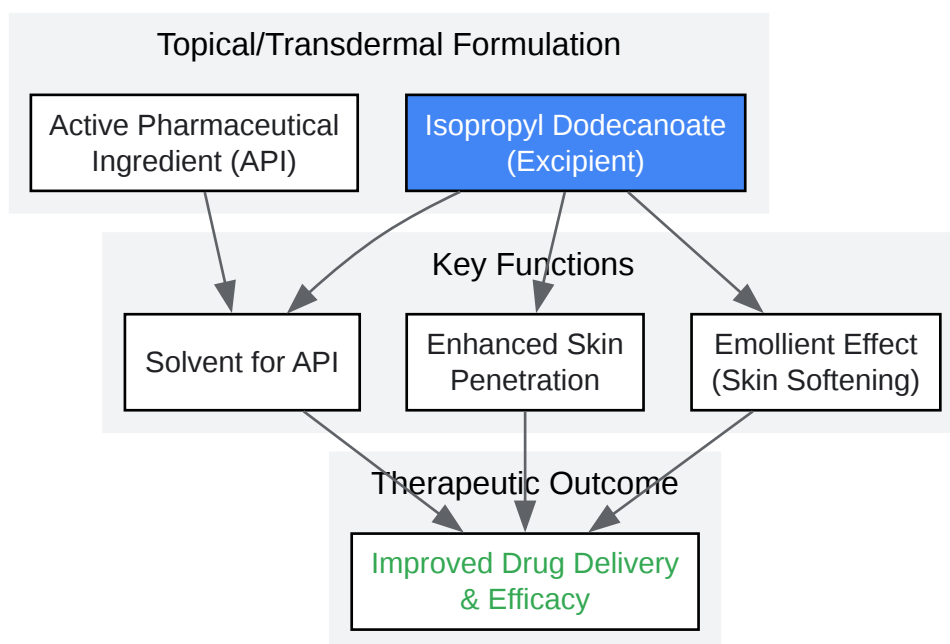 Topical/Transdermal Formulation
Active Pharmaceutical
Ingredient (API)
Isopropyl Dodecanoate
(Excipient)
Key Functions
Solvent for API
Enhanced Skin
Penetration
Emollient Effect
(Skin Softening)
Therapeutic Outcome
Improved Drug Delivery
& Efficacy